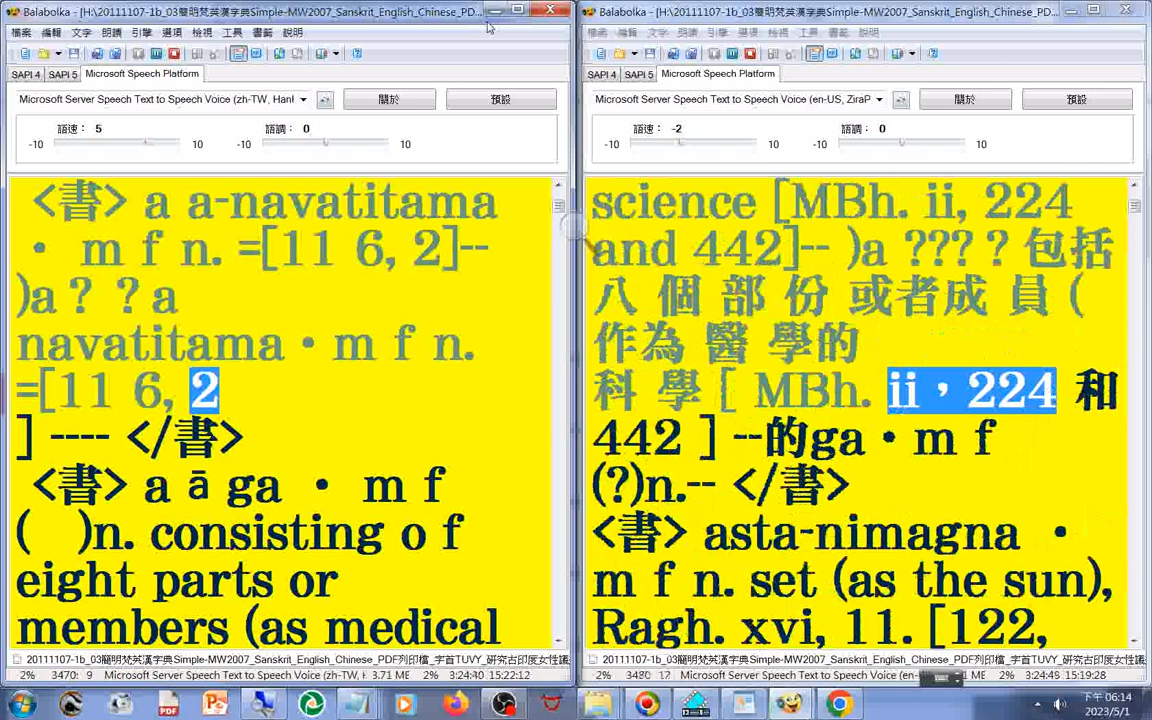 Balabolka - [H:\20111107-1b_03簡明梵英漢字典Simple-MW2007_Sanskrit_English_Chinese_PD...
檔案 編輯 文字 朗讀 引擎 選項 檢視 工具 書籤 說明
SAPI 4 SAPI 5 Microsoft Speech Platform
Microsoft Server Speech Text to Speech Voice (zh-TW, Hanl
關於 預設
語速： 5 語調： 0
-10 10 -10 10
<書> a a-navatitama
• m f n. =[11 6, 2]--
)a ? ? a
navatitama • m f n.
=[11 6, 2
] ---- </書>
<書> a ā ga • m f
( )n. consisting o f
eight parts or
members (as medical
20111107-1b_03簡明梵英漢字典Simple-MW2007_Sanskrit_English_Chinese_PDF列印檔_字首TUVY_研究古印度女性議
2% 3470: 9 Microsoft Server Speech Text to Speech Voice (zh-TW, H 3.71 ME 2% 3:24:40 15:22:12
Balabolka - [H:\20111107-1b_03簡明梵英漢字典Simple-MW2007_Sanskrit_English_Chinese_PD...
檔案 編輯 文字 朗讀 引擎 選項 檢視 工具 書籤 說明
SAPI 4 SAPI 5 Microsoft Speech Platform
Microsoft Server Speech Text to Speech Voice (en-US, ZiraP
關於 預設
語速： -2 語調： 0
-10 10 -10 10
science [MBh. ii, 224
and 442]-- )a ???? 包括
八 個 部 份 或者成 員 (
作為 醫 學的
科 學 [ MBh. ii，224 和
442 ] --的ga • m f
(?)n.-- </書>
<書> asta-nimagna •
m f n. set (as the sun),
Ragh. xvi, 11. [122,
20111107-1b_03簡明梵英漢字典Simple-MW2007_Sanskrit_English_Chinese_PDF列印檔_字首TUVY_研究古印度女性議
2% 3480: 17 Microsoft Server Speech Text to Speech Voice ME 2% 3:24:48 15:19:28
下午 06:14
2023/5/1